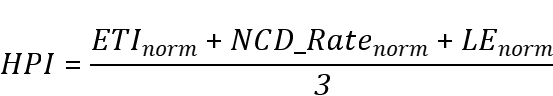 HPI = (ETI_norm + NCD_Rate_norm + LE_norm) / 3